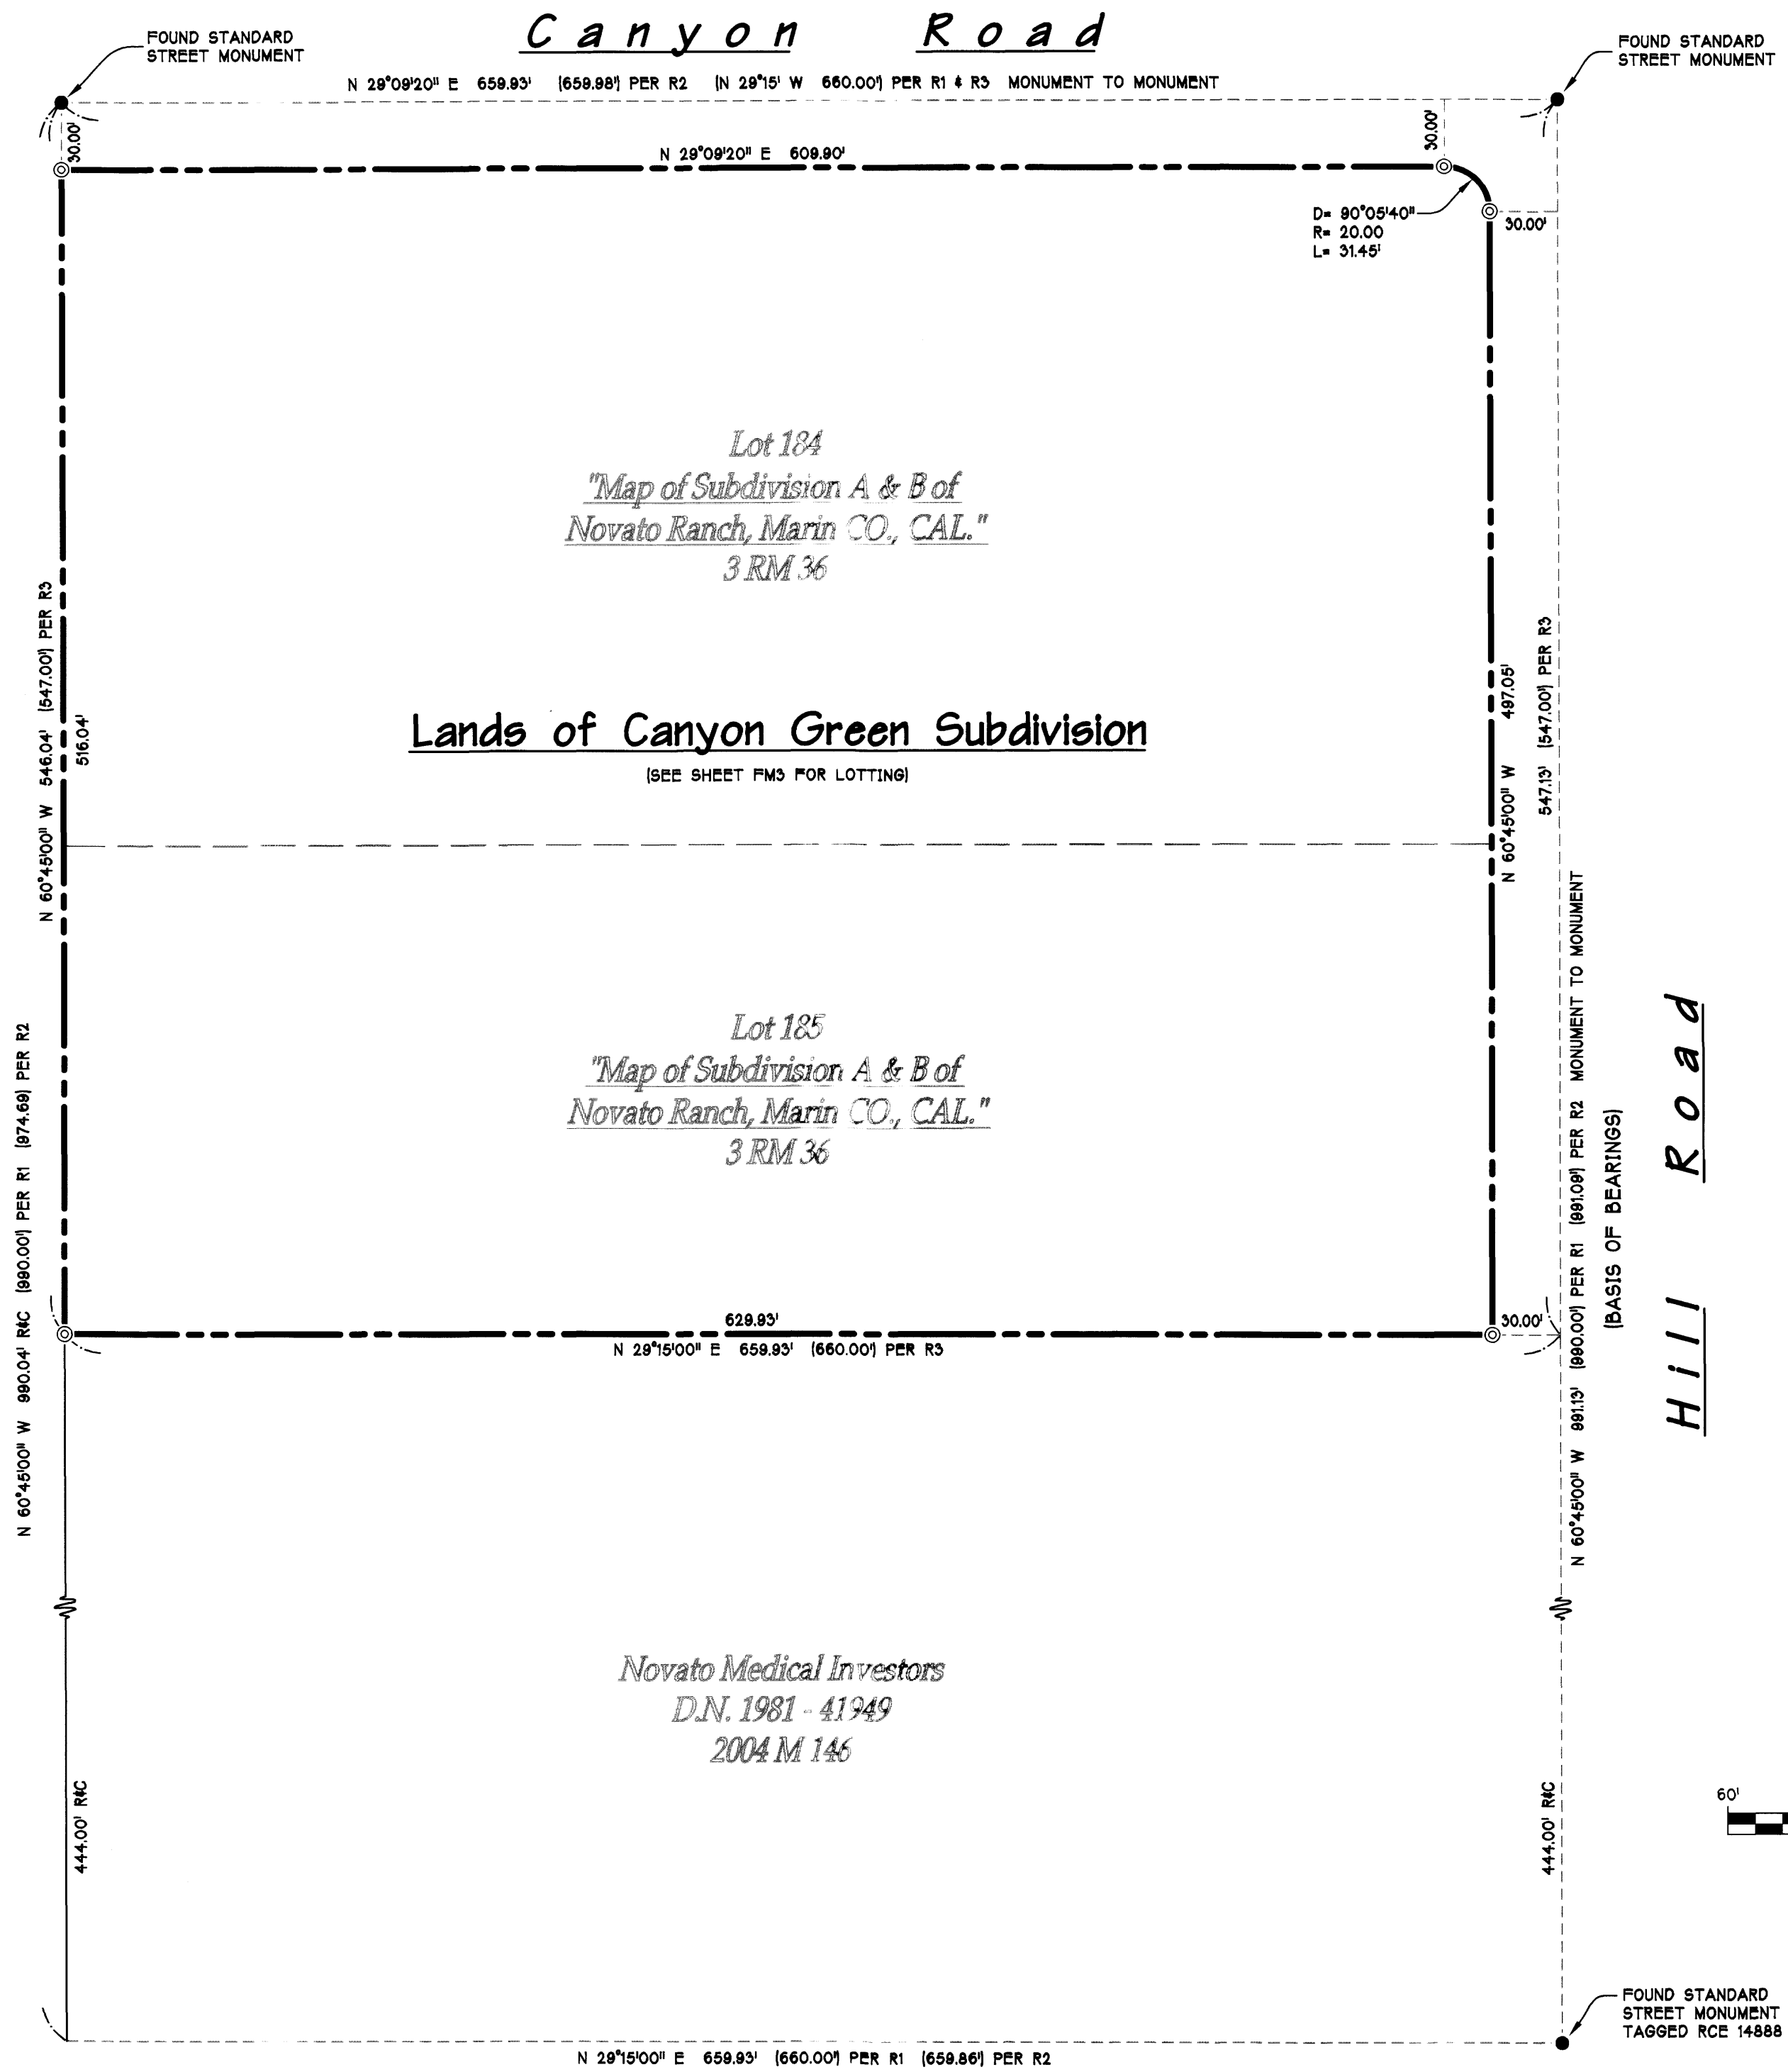 Canyon Road
FOUND STANDARD
STREET MONUMENT
FOUND STANDARD
STREET MONUMENT
N 29°09'20" E 659.93' (659.98') PER R2 (N 29°15' W 660.00') PER R1 & R3 MONUMENT TO MONUMENT
30.00'
30.00'
N 29°09'20" E 609.90'
D= 90°05'40"
R= 20.00
L= 31.45'
30.00'
Lot 184
"Map of Subdivision A & B of
Novato Ranch, Marin CO., CAL."
3 RM 36
N 60°45'00" W 546.04' (547.00') PER R3
516.04'
Lands of Canyon Green Subdivision
(SEE SHEET FM3 FOR LOTTING)
N 60°45'00" W 497.05'
547.13' (547.00') PER R3
Lot 185
"Map of Subdivision A & B of
Novato Ranch, Marin CO., CAL."
3 RM 36
N 60°45'00" W 990.04' R&C (990.00') PER R1 (974.69) PER R2
N 60°45'00" W 991.13' (990.00') PER R1 (991.09') PER R2 MONUMENT TO MONUMENT
(BASIS OF BEARINGS)
Hill Road
629.93'
30.00'
N 29°15'00" E 659.93' (660.00') PER R3
Novato Medical Investors
D.N. 1981 - 41949
2004 M 146
444.00' R&C
444.00' R&C
60'
FOUND STANDARD
STREET MONUMENT
TAGGED RCE 14888
N 29°15'00" E 659.93' (660.00') PER R1 (659.86') PER R2